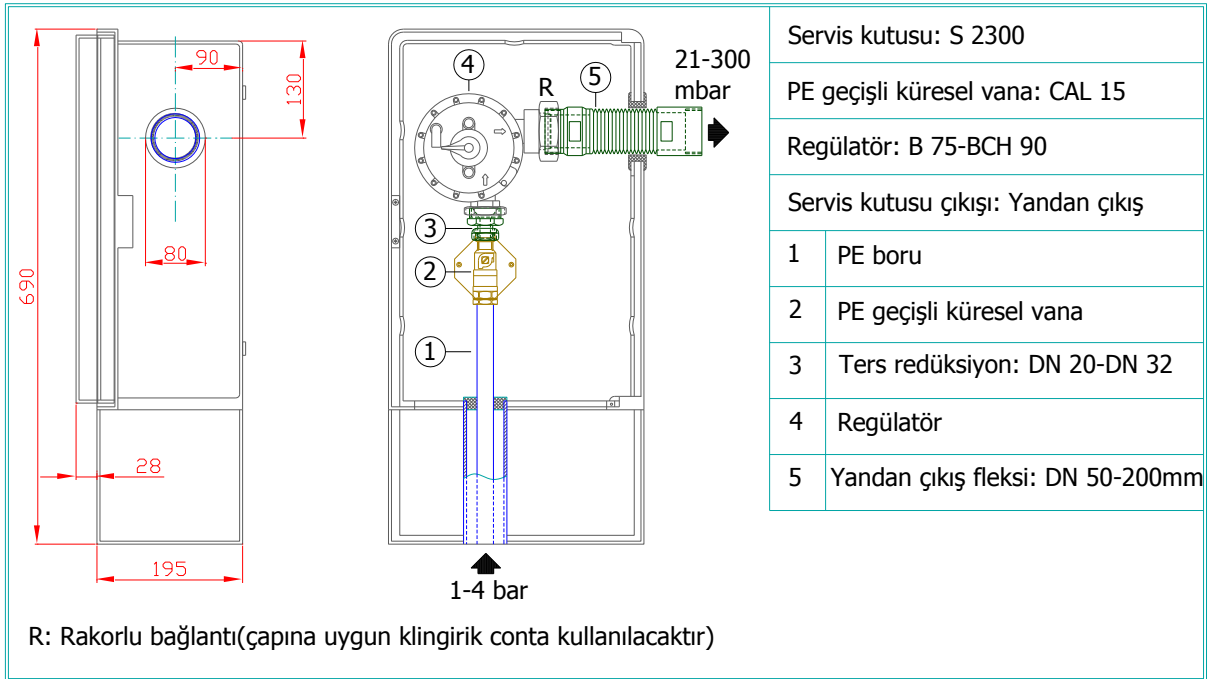 690
90
130
80
28
195
4
R
5
21-300
mbar
3
2
1
1-4 bar
Servis kutusu: S 2300
PE geçişli küresel vana: CAL 15
Regülatör: B 75-BCH 90
Servis kutusu çıkışı: Yandan çıkış
1 PE boru
2 PE geçişli küresel vana
3 Ters redüksiyon: DN 20-DN 32
4 Regülatör
5 Yandan çıkış fleksi: DN 50-200mm
R: Rakorlu bağlantı(çapına uygun klingirik conta kullanılacaktır)